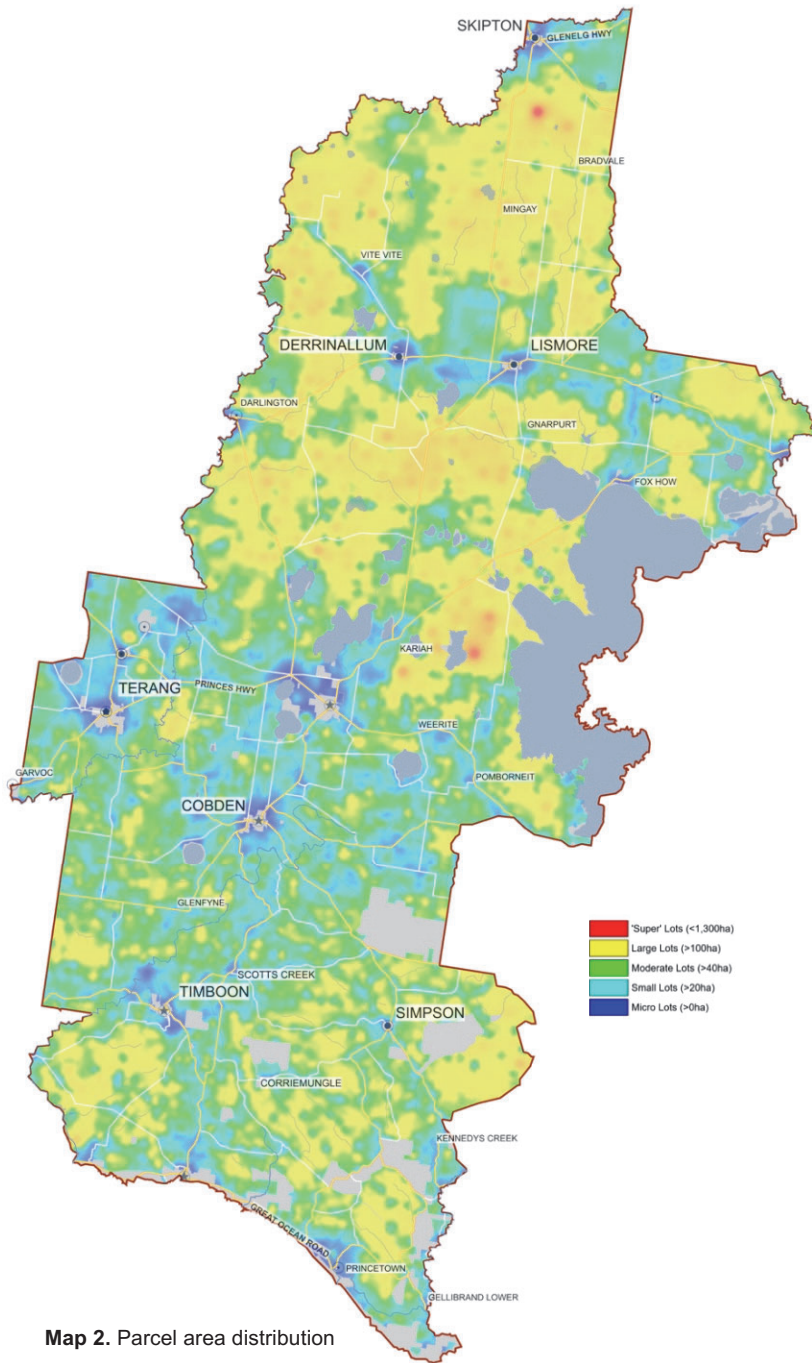 SKIPTON
GLENELG HWY
BRADVALE
MINGAY
VITE VITE
DERRINALLUM
LISMORE
DARLINGTON
GNARPURT
FOX HOW
KARIAH
TERANG
PRINCES HWY
WEERITE
GARVOC
POMBORNEIT
COBDEN
'Super' Lots (<1,300ha)
Large Lots (>100ha)
Moderate Lots (>40ha)
Small Lots (>20ha)
Micro Lots (>0ha)
GLENFYNE
SCOTTS CREEK
TIMBOON
SIMPSON
CORRIEMUNGLE
KENNEDYS CREEK
GREAT OCEAN ROAD
PRINCETOWN
GELLIBRAND LOWER
Map 2. Parcel area distribution